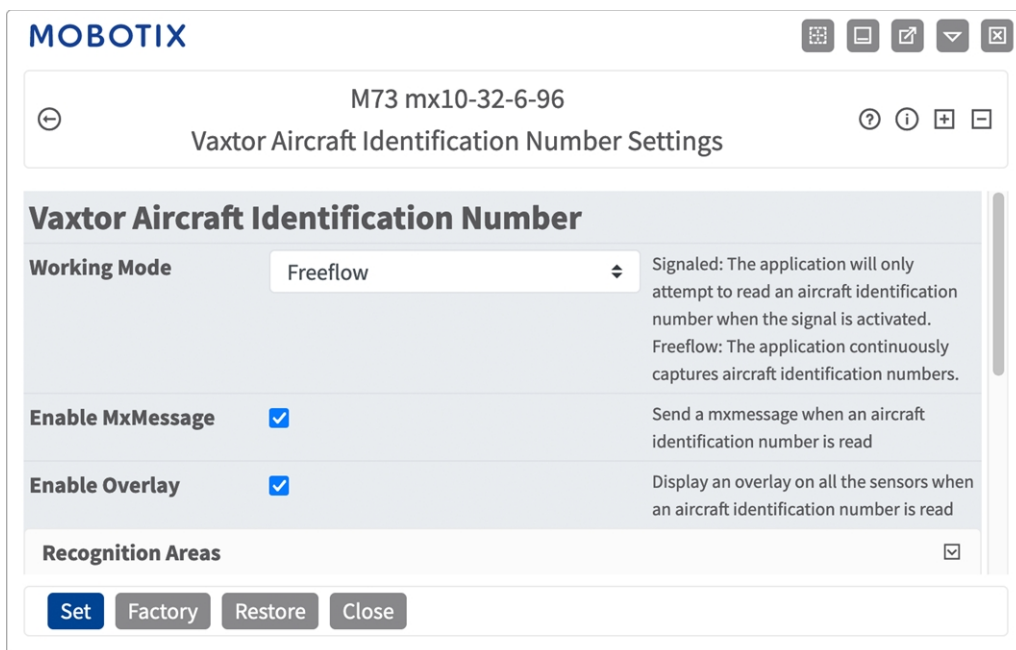 MOBOTIX
M73 mx10-32-6-96
Vaxtor Aircraft Identification Number Settings
Vaxtor Aircraft Identification Number
Working Mode
Freeflow
Signaled: The application will only
attempt to read an aircraft identification
number when the signal is activated.
Freeflow: The application continuously
captures aircraft identification numbers.
Enable MxMessage
Send a mxmessage when an aircraft
identification number is read
Enable Overlay
Display an overlay on all the sensors when
an aircraft identification number is read
Recognition Areas
Set Factory Restore Close